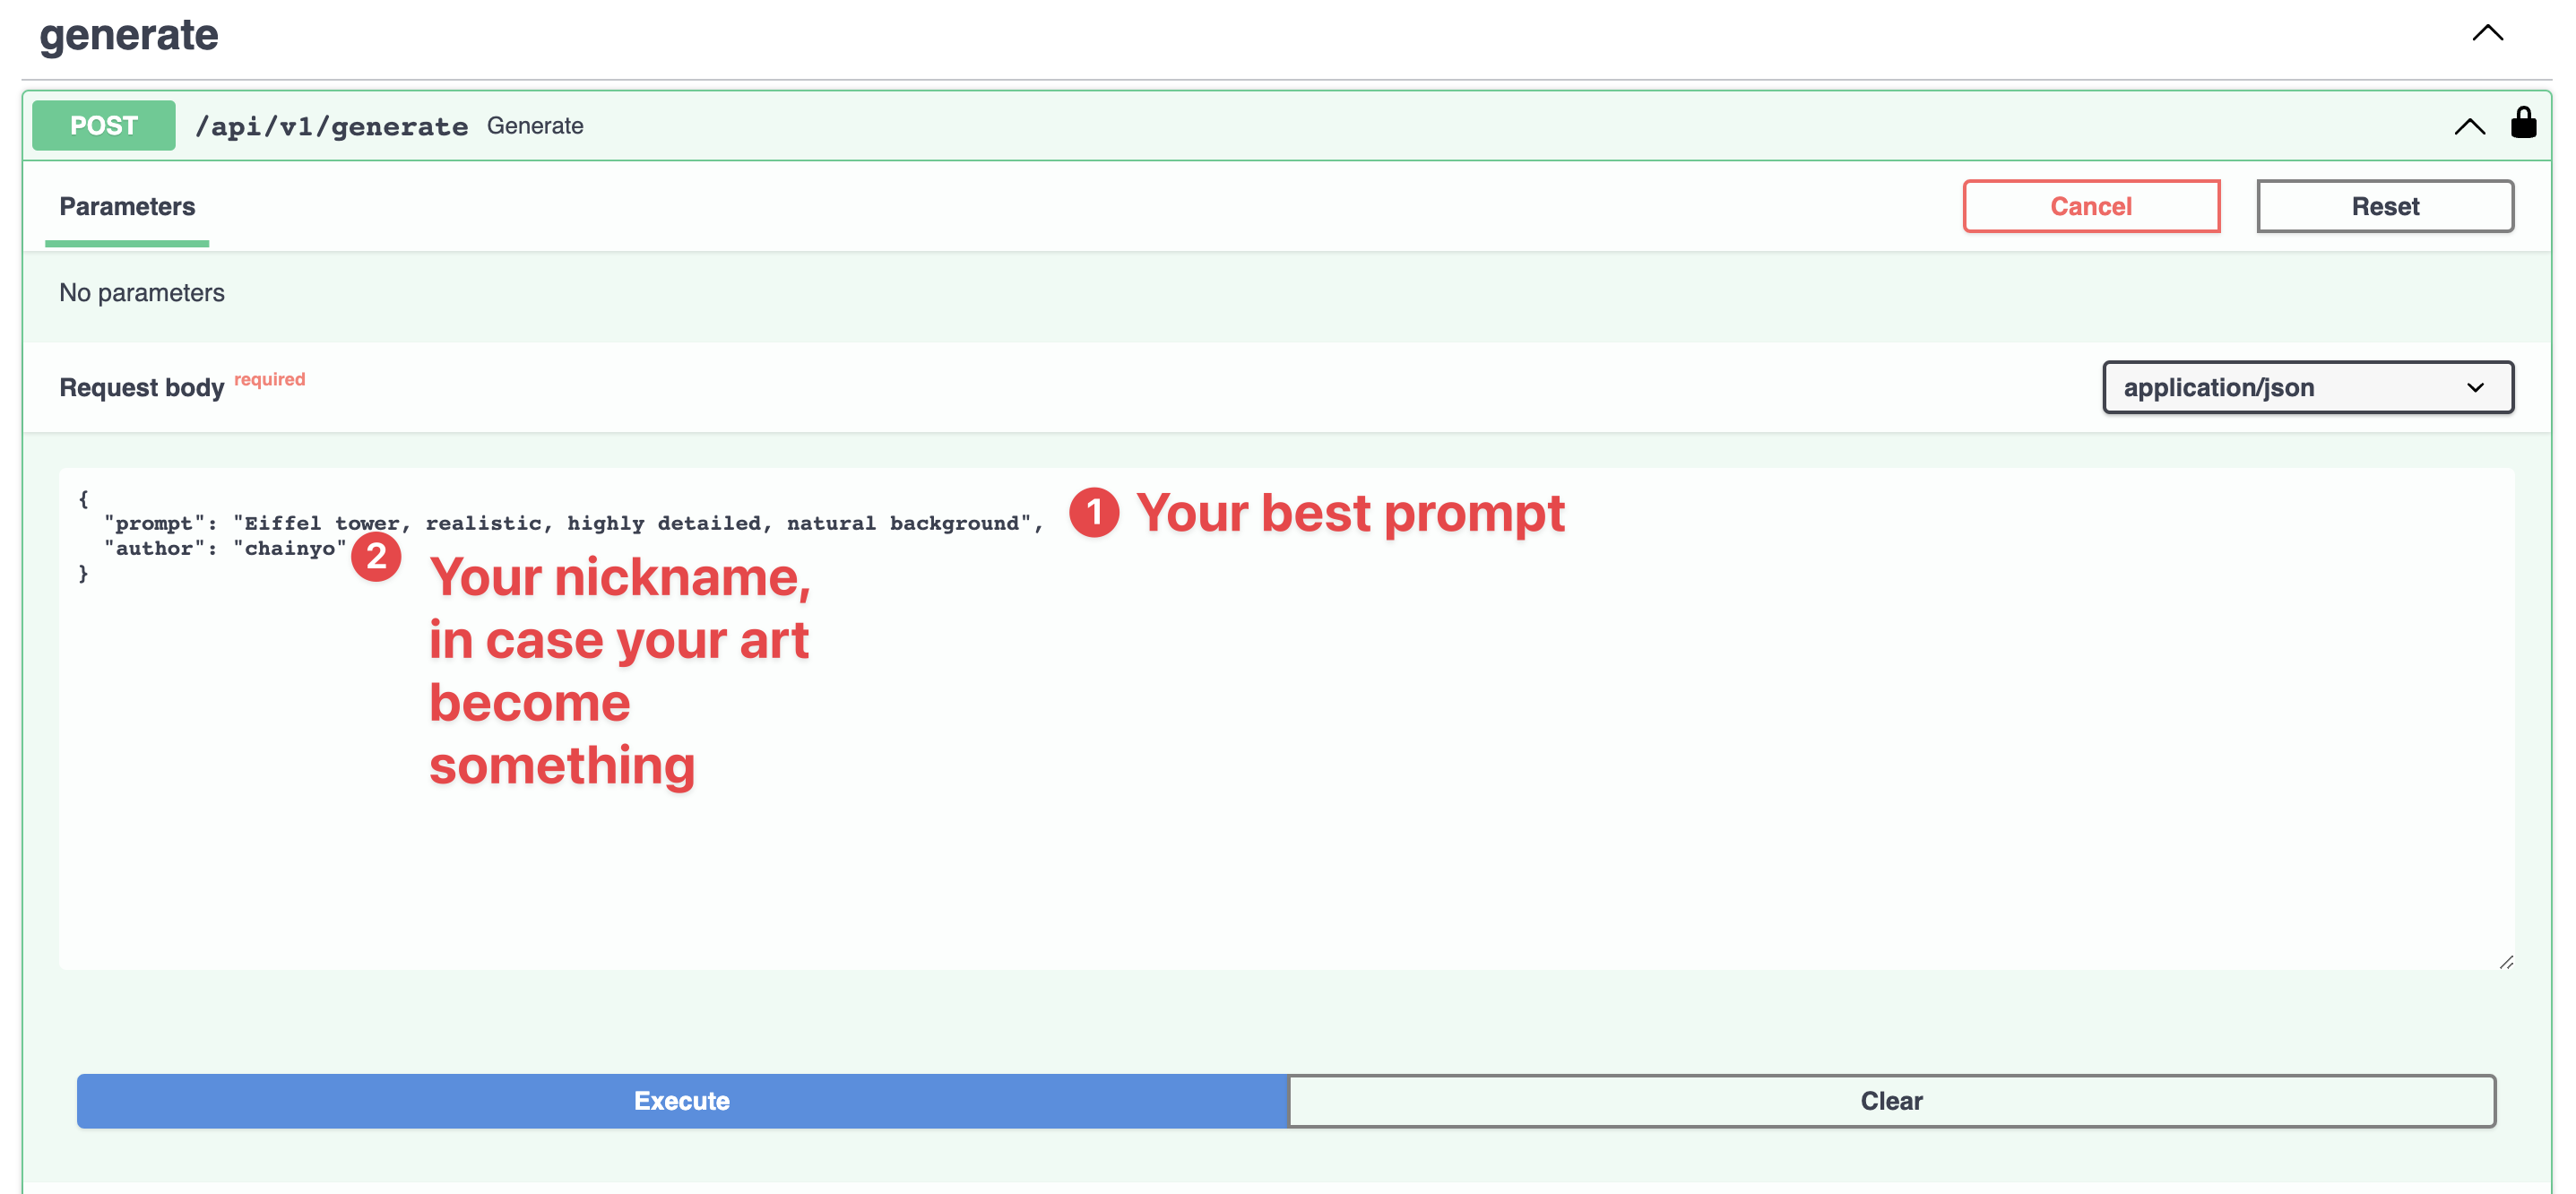 generate
POST /api/v1/generate Generate
Parameters
Cancel
Reset
No parameters
Request body required
application/json
{
"prompt": "Eiffel tower, realistic, highly detailed, natural background",
1 Your best prompt
"author": "chainyo"
}
2 Your nickname,
in case your art
become
something
Execute
Clear